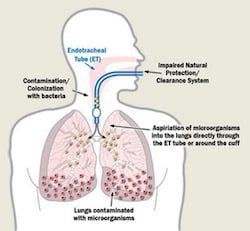 Endotracheal
Tube (ET)
Impaired Natural
Protection/
Clearance System
Contamination/
Colonization
with bacteria
Aspiriation of microorganisms
into the lungs directly through
the ET tube or around the cuff
Lungs contaminated
with microorganisms